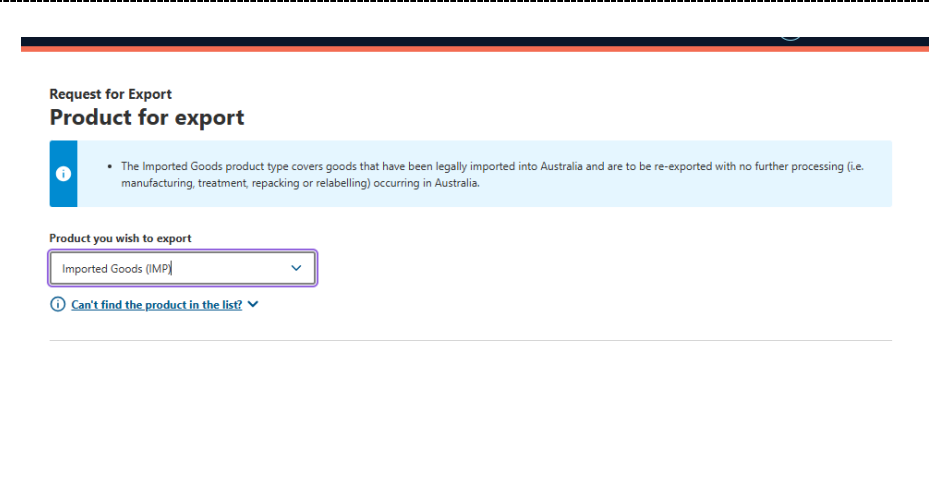 Request for Export
Product for export
• The Imported Goods product type covers goods that have been legally imported into Australia and are to be re-exported with no further processing (i.e.
manufacturing, treatment, repacking or relabelling) occurring in Australia.
Product you wish to export
Imported Goods (IMP)
Can't find the product in the list?